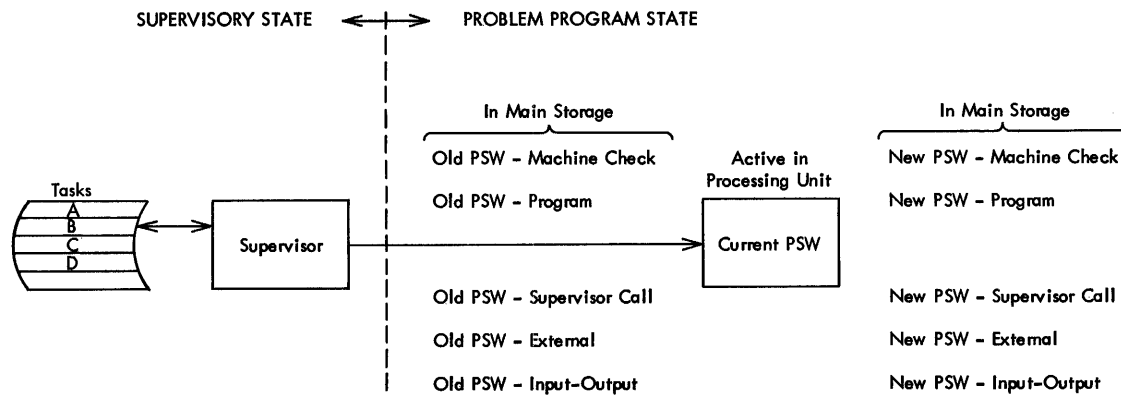 SUPERVISORY STATE
PROBLEM PROGRAM STATE
In Main Storage
In Main Storage
Old PSW - Machine Check
Active in
Processing Unit
New PSW - Machine Check
Tasks
Old PSW - Program
New PSW - Program
A
B
C
D
Supervisor
Current PSW
Old PSW - Supervisor Call
New PSW - Supervisor Call
Old PSW - External
New PSW - External
Old PSW - Input-Output
New PSW - Input-Output